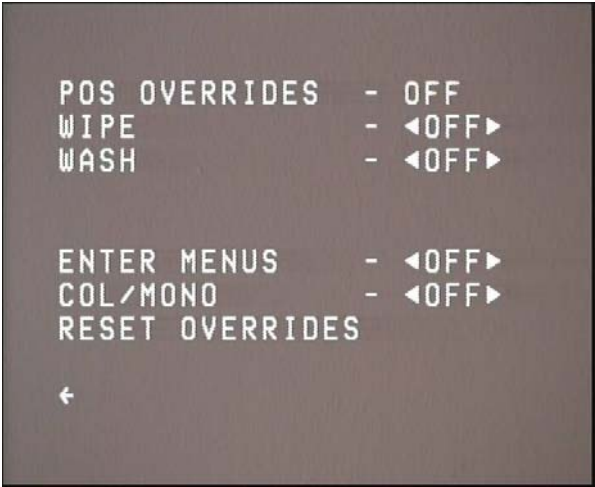 POS OVERRIDES - OFF
WIPE - ◄OFF►
WASH - ◄OFF►
ENTER MENUS - ◄OFF►
COL/MONO - ◄OFF►
RESET OVERRIDES
←